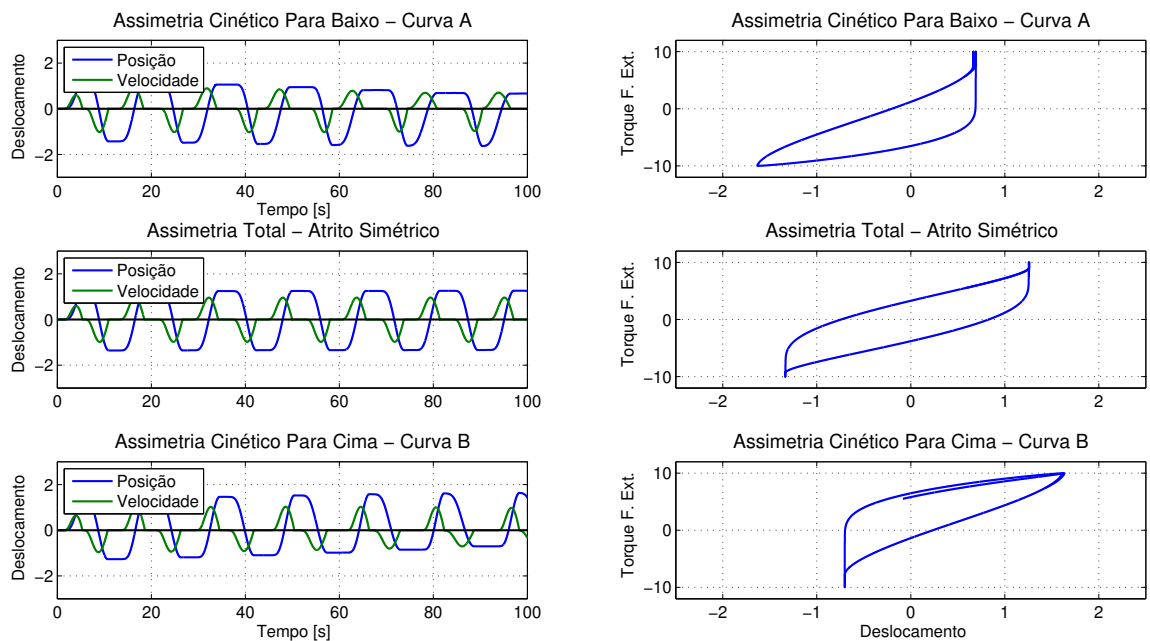 Assimetria Cinético Para Baixo − Curva A
Deslocamento
2
0
−2
Posição
Velocidade
0 20 40 60 80 100
Tempo [s]
Assimetria Cinético Para Baixo − Curva A
Torque F. Ext.
10
0
−10
−2 −1 0 1 2
Assimetria Total − Atrito Simétrico
Deslocamento
2
0
−2
Posição
Velocidade
0 20 40 60 80 100
Assimetria Total − Atrito Simétrico
Torque F. Ext.
10
0
−10
−2 −1 0 1 2
Assimetria Cinético Para Cima − Curva B
Deslocamento
2
0
−2
Posição
Velocidade
0 20 40 60 80 100
Tempo [s]
Assimetria Cinético Para Cima − Curva B
Torque F. Ext.
10
0
−10
−2 −1 0 1 2
Deslocamento